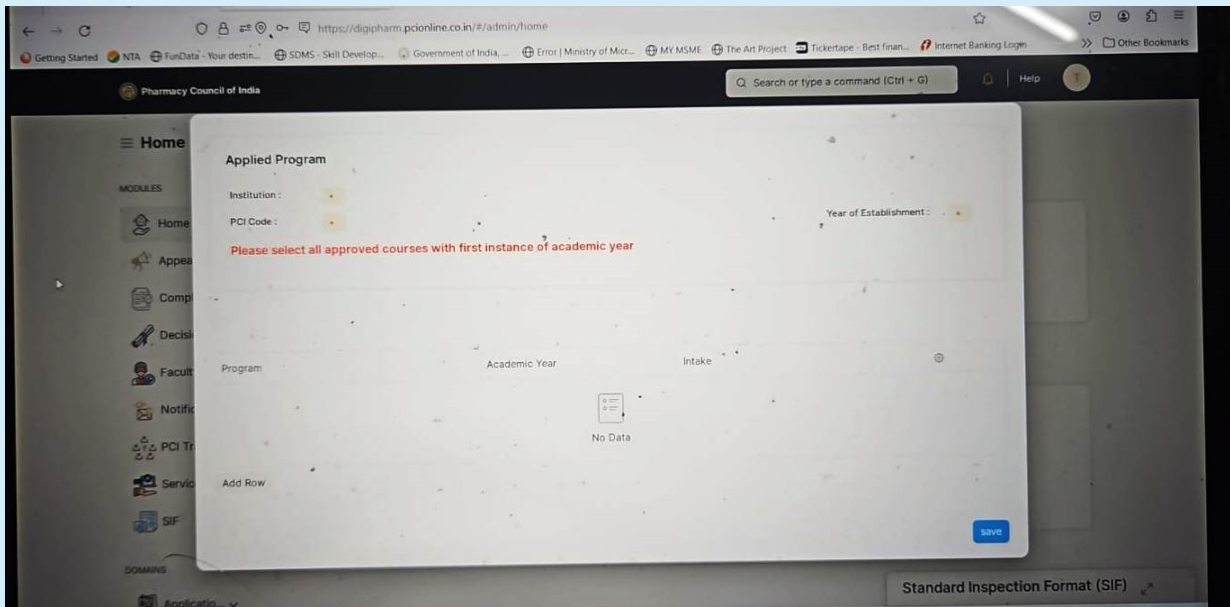 https://digipharm.pcionline.co.in/#/admin/home
Getting Started NTA FunData - Your destin... SDMS - Skill Develop... Government of India, ... Error | Ministry of Micr... MY MSME The Art Project Tickertape - Best finan... Internet Banking Login Other Bookmarks
Pharmacy Council of India
Search or type a command (Ctrl + G)
Help
T
Home
MODULES
Home
Appea
Compl
Decisi
Facult
Notific
PCI Tr
Servic
SIF
DOMAINS
Applicatio...
Applied Program
Institution :
PCI Code :
Year of Establishment :
Please select all approved courses with first instance of academic year
Program Academic Year Intake
No Data
Add Row
save
Standard Inspection Format (SIF)